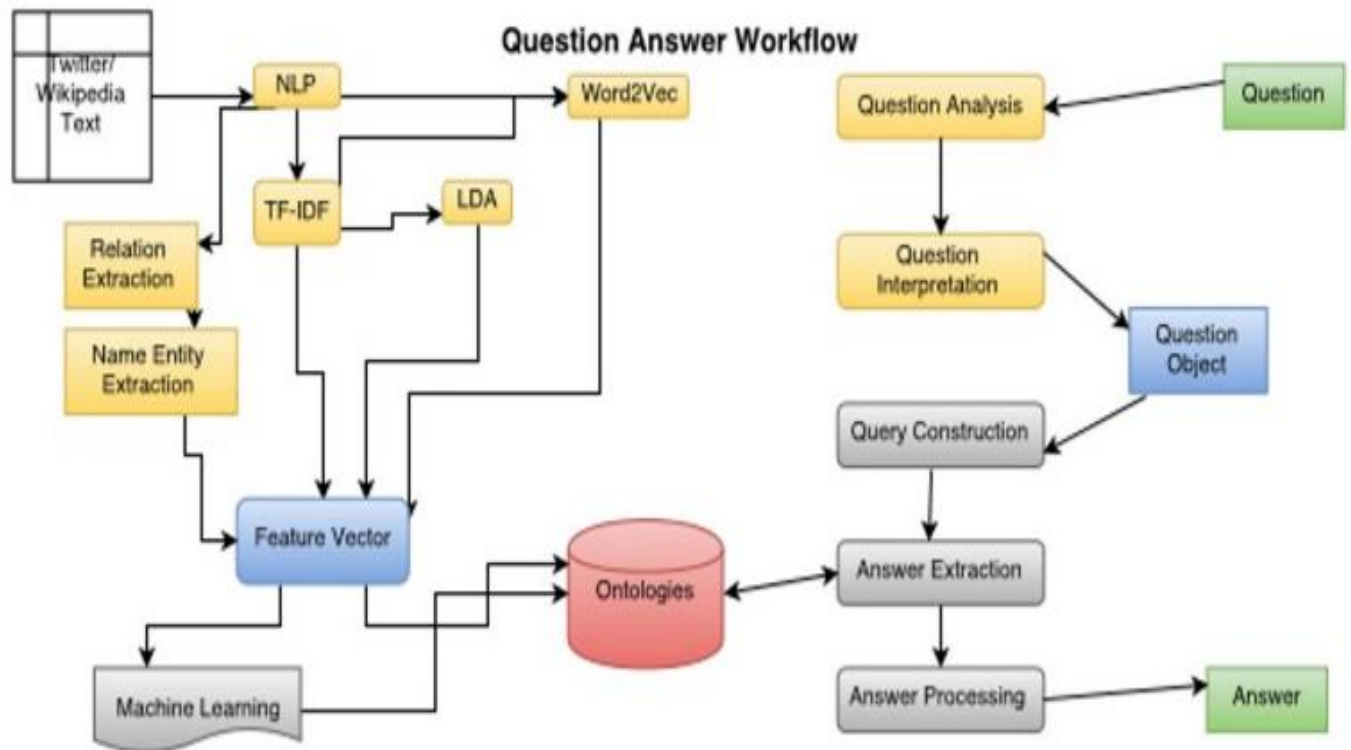 Question Answer Workflow
Twitter/
Wikipedia
Text
NLP
Word2Vec
Question Analysis
Question
TF-IDF
LDA
Relation
Extraction
Question
Interpretation
Name Entity
Extraction
Question
Object
Query Construction
Feature Vector
Ontologies
Answer Extraction
Machine Learning
Answer Processing
Answer